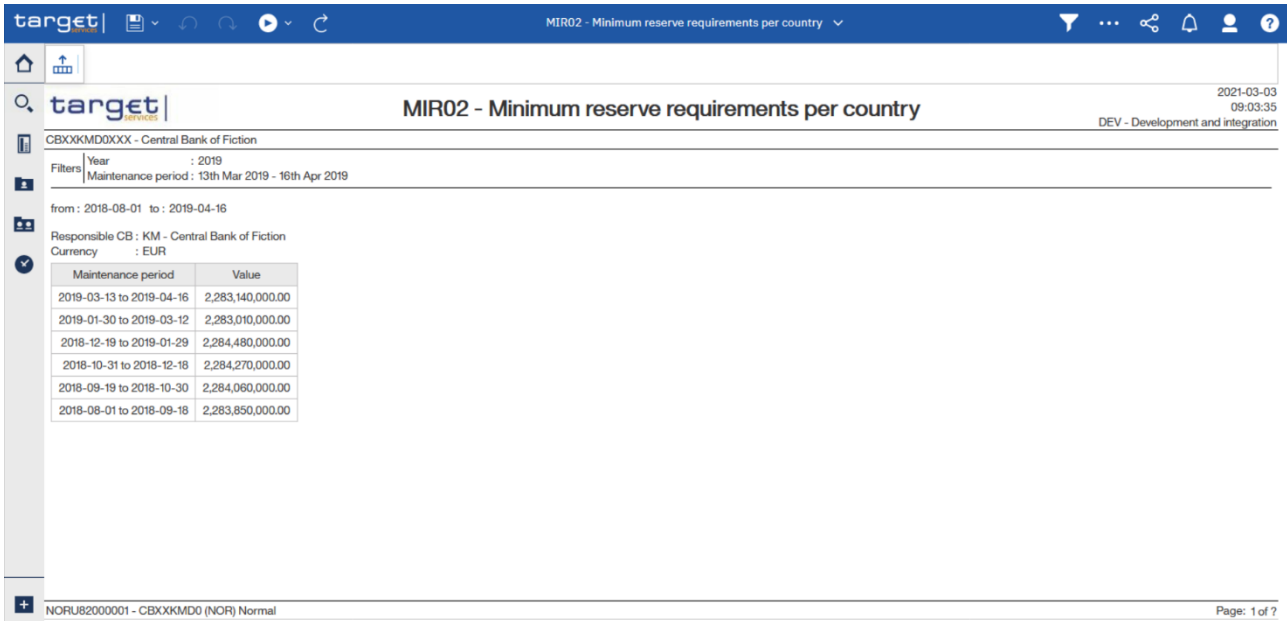 target| services
MIR02 - Minimum reserve requirements per country
?
target| services
MIR02 - Minimum reserve requirements per country
2021-03-03
09:03:35
DEV - Development and integration
CBXXKMD0XXX - Central Bank of Fiction
Filters
Year : 2019
Maintenance period : 13th Mar 2019 - 16th Apr 2019
from : 2018-08-01 to : 2019-04-16
Responsible CB : KM - Central Bank of Fiction
Currency : EUR
Maintenance period Value
2019-03-13 to 2019-04-16 2,283,140,000.00
2019-01-30 to 2019-03-12 2,283,010,000.00
2018-12-19 to 2019-01-29 2,284,480,000.00
2018-10-31 to 2018-12-18 2,284,270,000.00
2018-09-19 to 2018-10-30 2,284,060,000.00
2018-08-01 to 2018-09-18 2,283,850,000.00
NORU82000001 - CBXXKMD0 (NOR) Normal
Page: 1 of ?